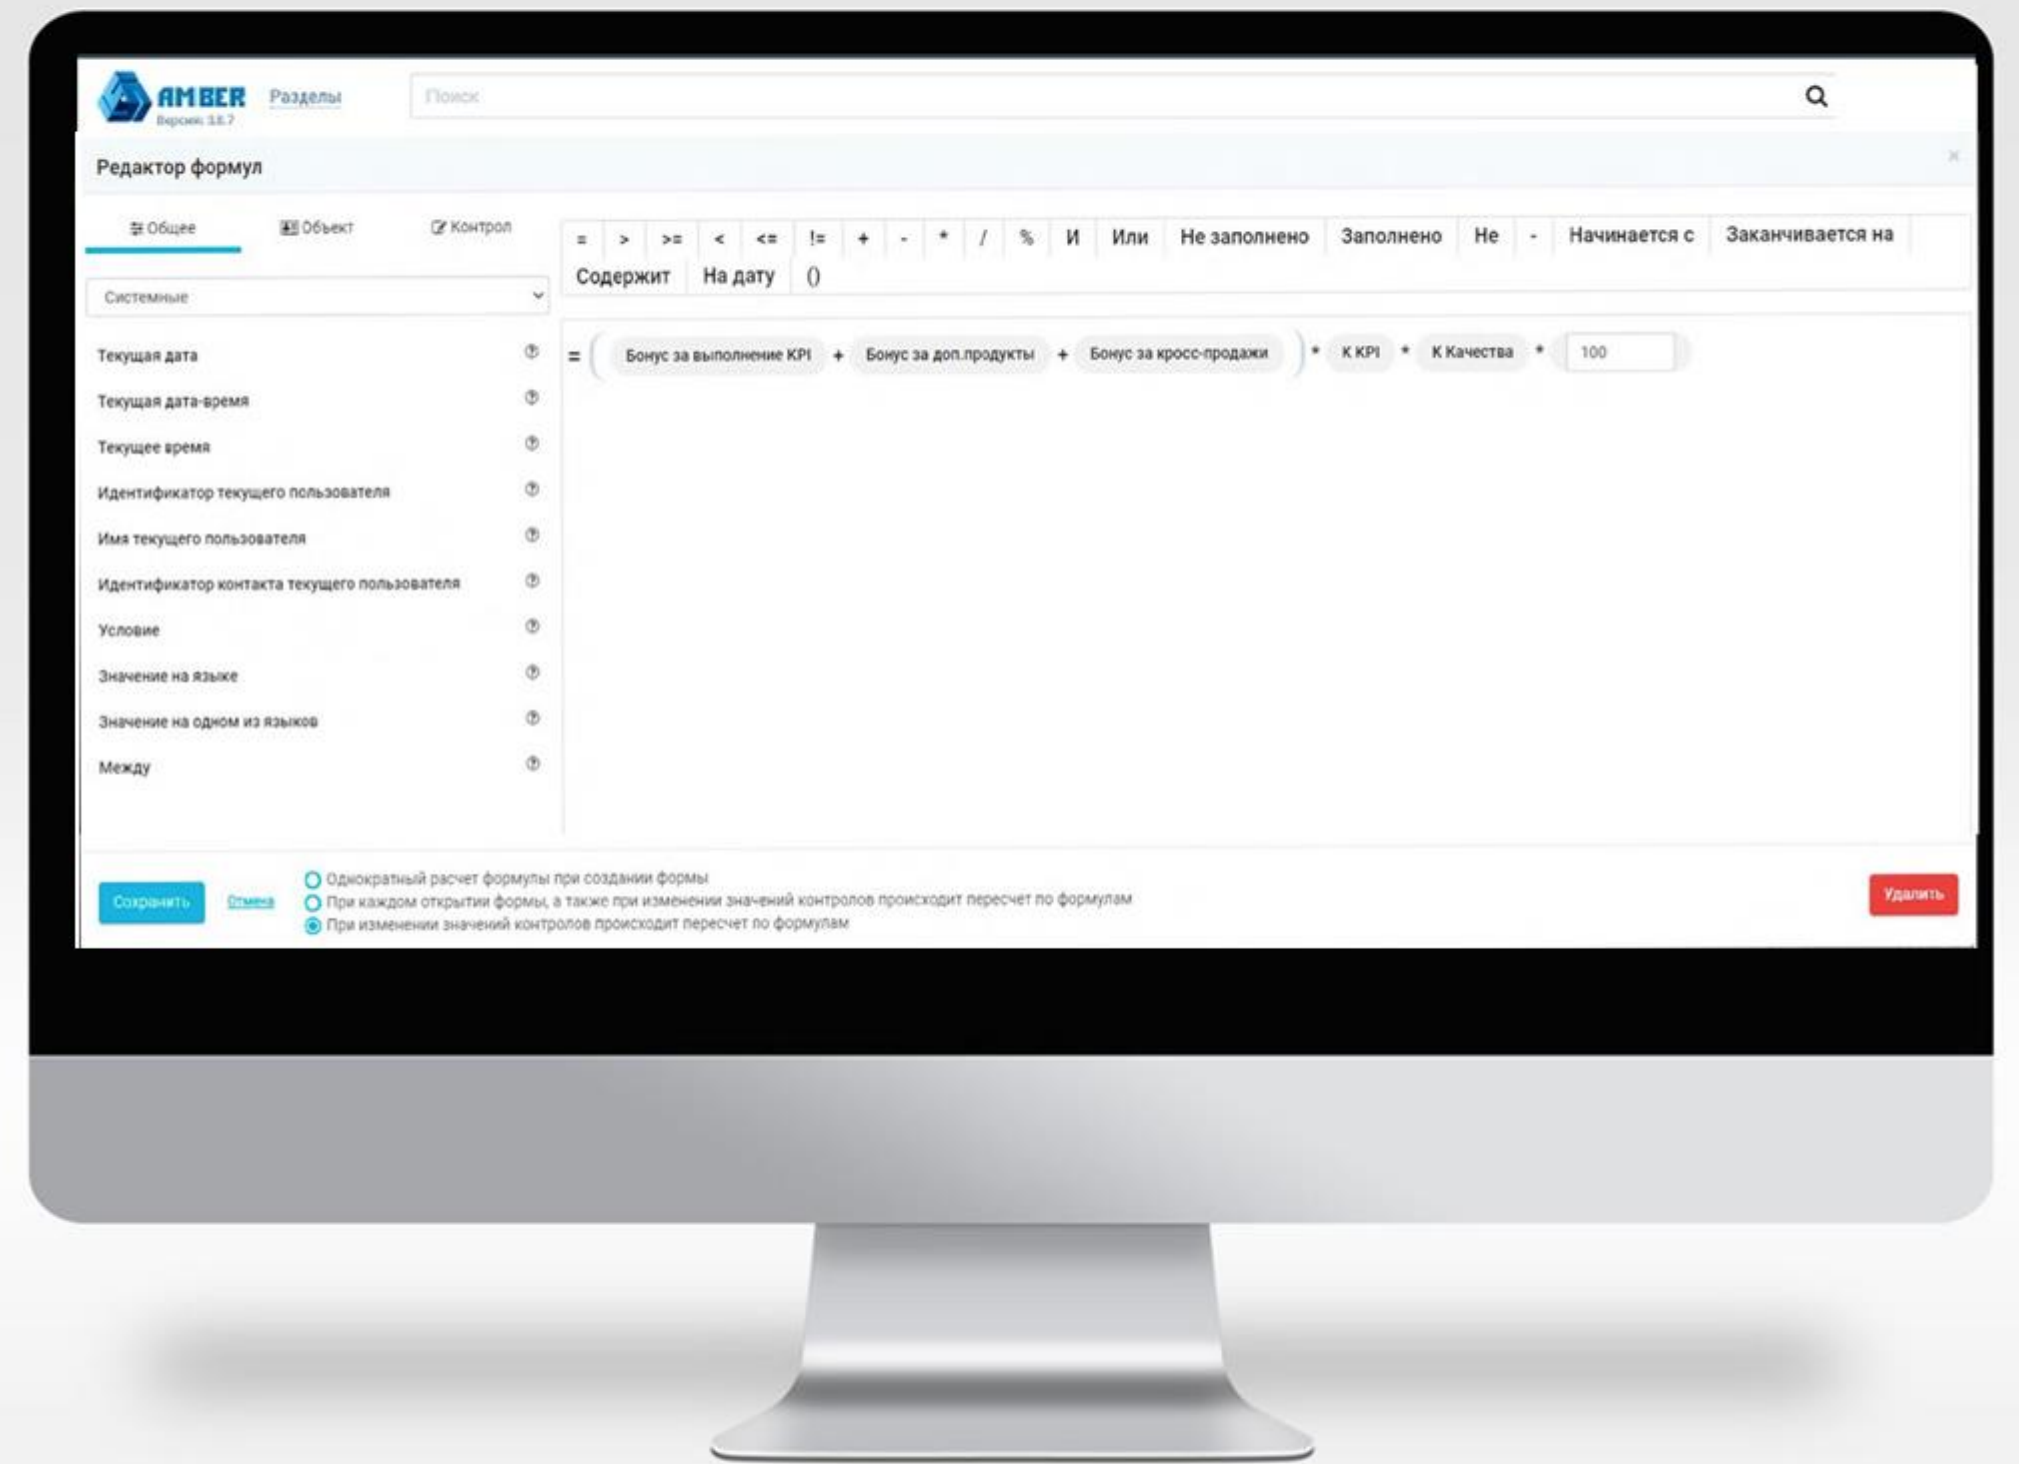 AMBER
Версия: 3.8.7
Разделы
Поиск
Редактор формул
Общее Объект Контрол
Системные
Текущая дата
Текущая дата-время
Текущее время
Идентификатор текущего пользователя
Имя текущего пользователя
Идентификатор контакта текущего пользователя
Условие
Значение на языке
Значение на одном из языков
Между
= > >= < <= != + - * / % И Или Не заполнено Заполнено Не - Начинается с Заканчивается на
Содержит На дату ()
= ( Бонус за выполнение KPI + Бонус за доп.продукты + Бонус за кросс-продажи ) * К KPI * К Качества * 100
Сохранить Отмена
Однократный расчет формулы при создании формы
При каждом открытии формы, а также при изменении значений контролов происходит пересчет по формулам
При изменении значений контролов происходит пересчет по формулам
Удалить